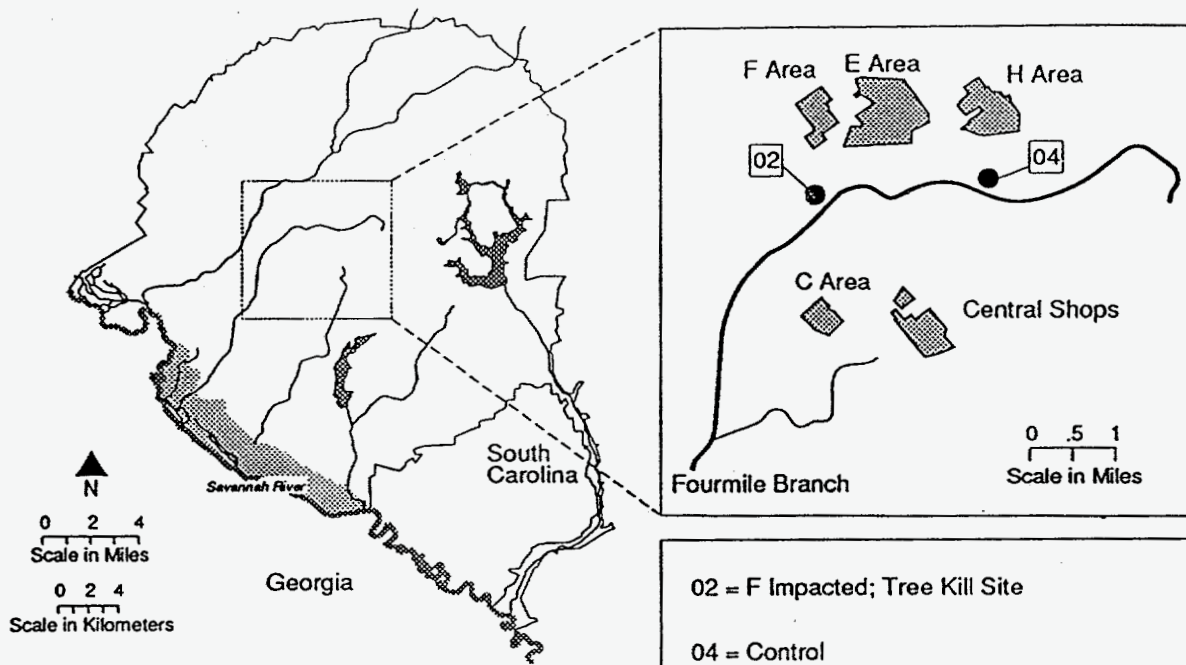 F Area
E Area
H Area
02
04
C Area
Central Shops
0 .5 1
Scale in Miles
Fourmile Branch
South
Carolina
Savannah River
N
0 2 4
Scale in Miles
0 2 4
Scale in Kilometers
Georgia
02 = F Impacted; Tree Kill Site
04 = Control